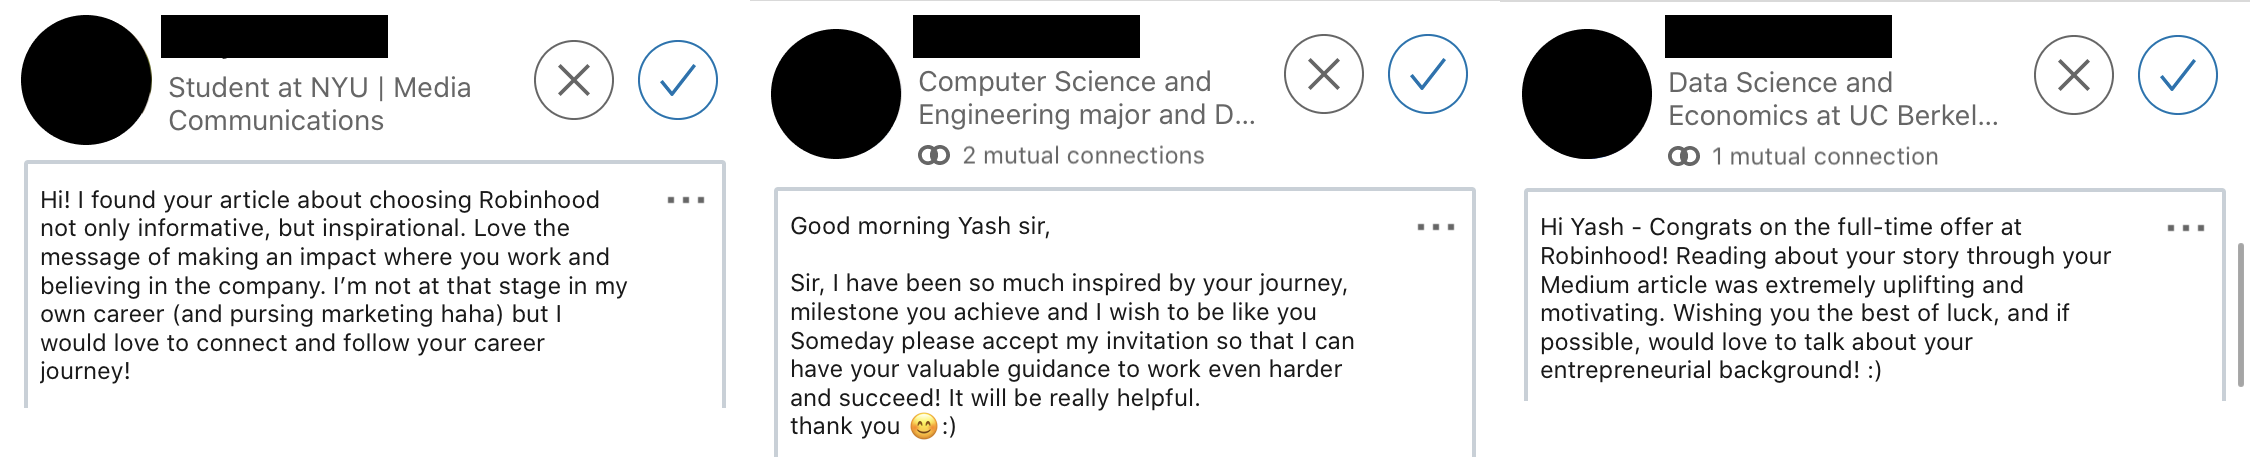 Student at NYU | Media
Communications
Hi! I found your article about choosing Robinhood
not only informative, but inspirational. Love the
message of making an impact where you work and
believing in the company. I’m not at that stage in my
own career (and pursing marketing haha) but I
would love to connect and follow your career
journey!
Computer Science and
Engineering major and D...
2 mutual connections
Good morning Yash sir,
Sir, I have been so much inspired by your journey,
milestone you achieve and I wish to be like you
Someday please accept my invitation so that I can
have your valuable guidance to work even harder
and succeed! It will be really helpful.
thank you 😊:)
Data Science and
Economics at UC Berkel...
1 mutual connection
Hi Yash - Congrats on the full-time offer at
Robinhood! Reading about your story through your
Medium article was extremely uplifting and
motivating. Wishing you the best of luck, and if
possible, would love to talk about your
entrepreneurial background! :)